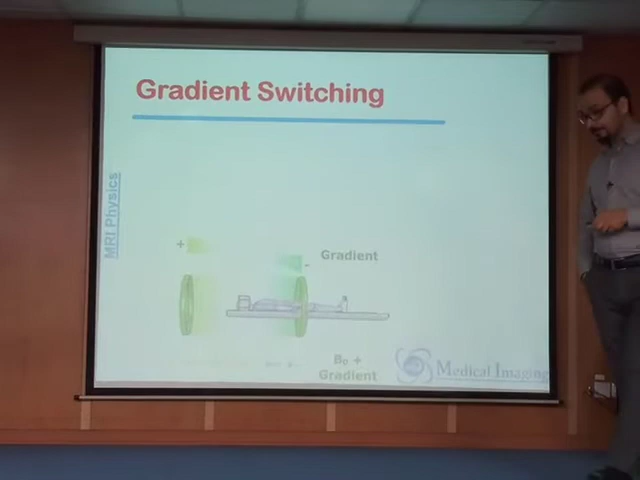 Gradient Switching
MRI Physics
+
-
Gradient
B₀ +
Gradient
Medical Imaging